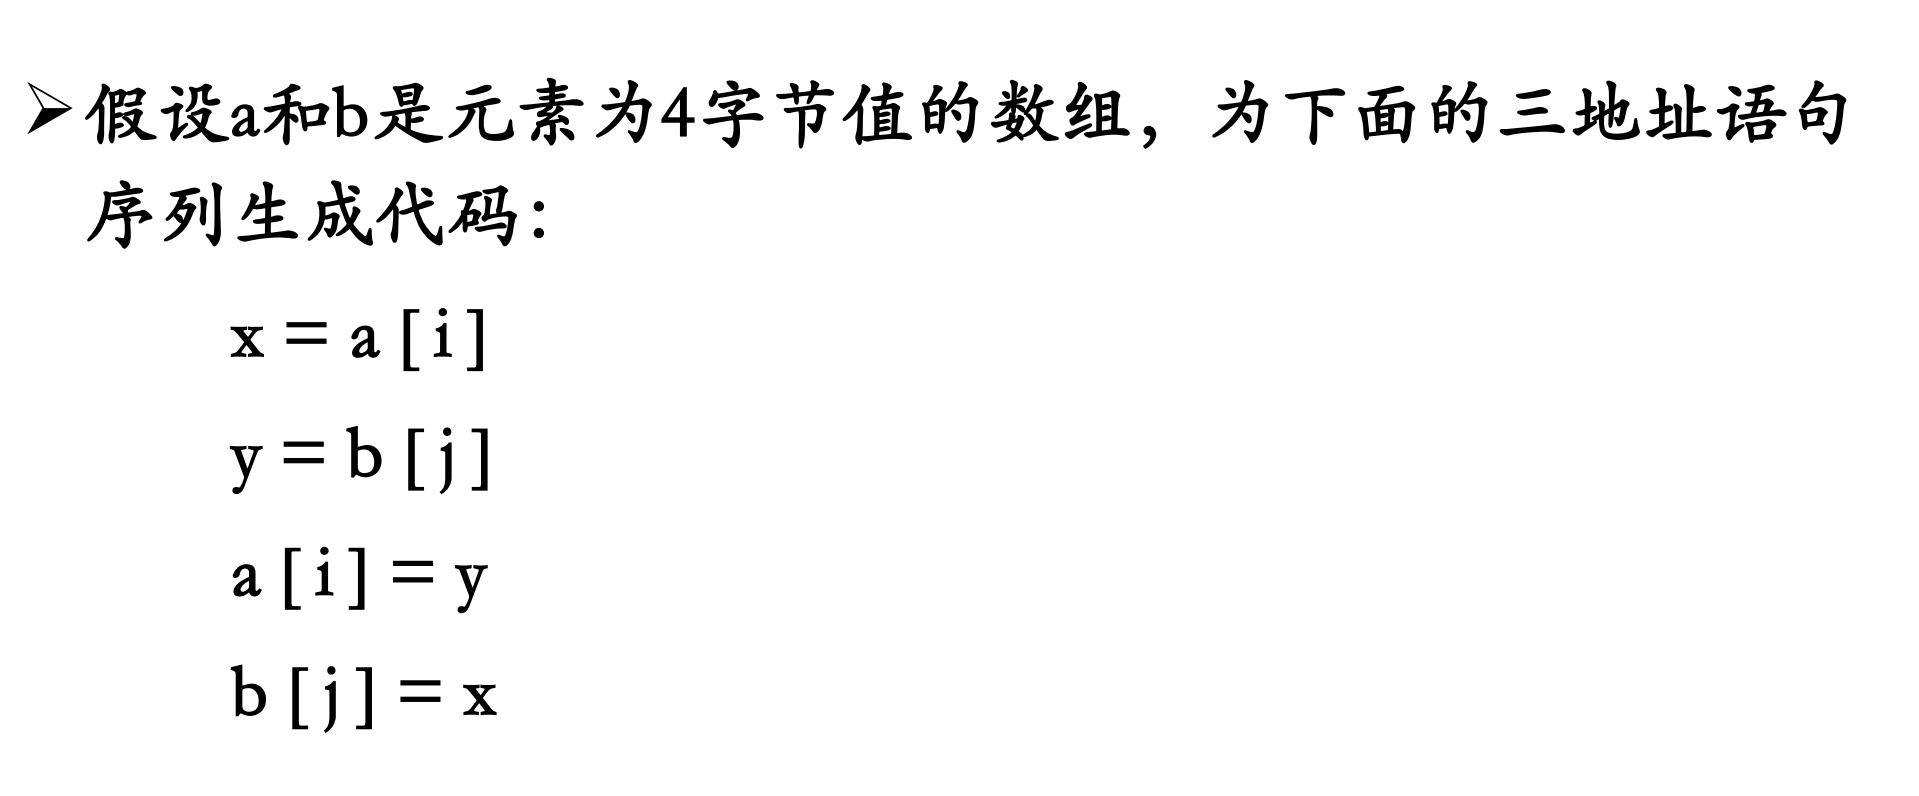 ➢假设a和b是元素为4字节值的数组，为下面的三地址语句
序列生成代码：
x = a [ i ]
y = b [ j ]
a [ i ] = y
b [ j ] = x